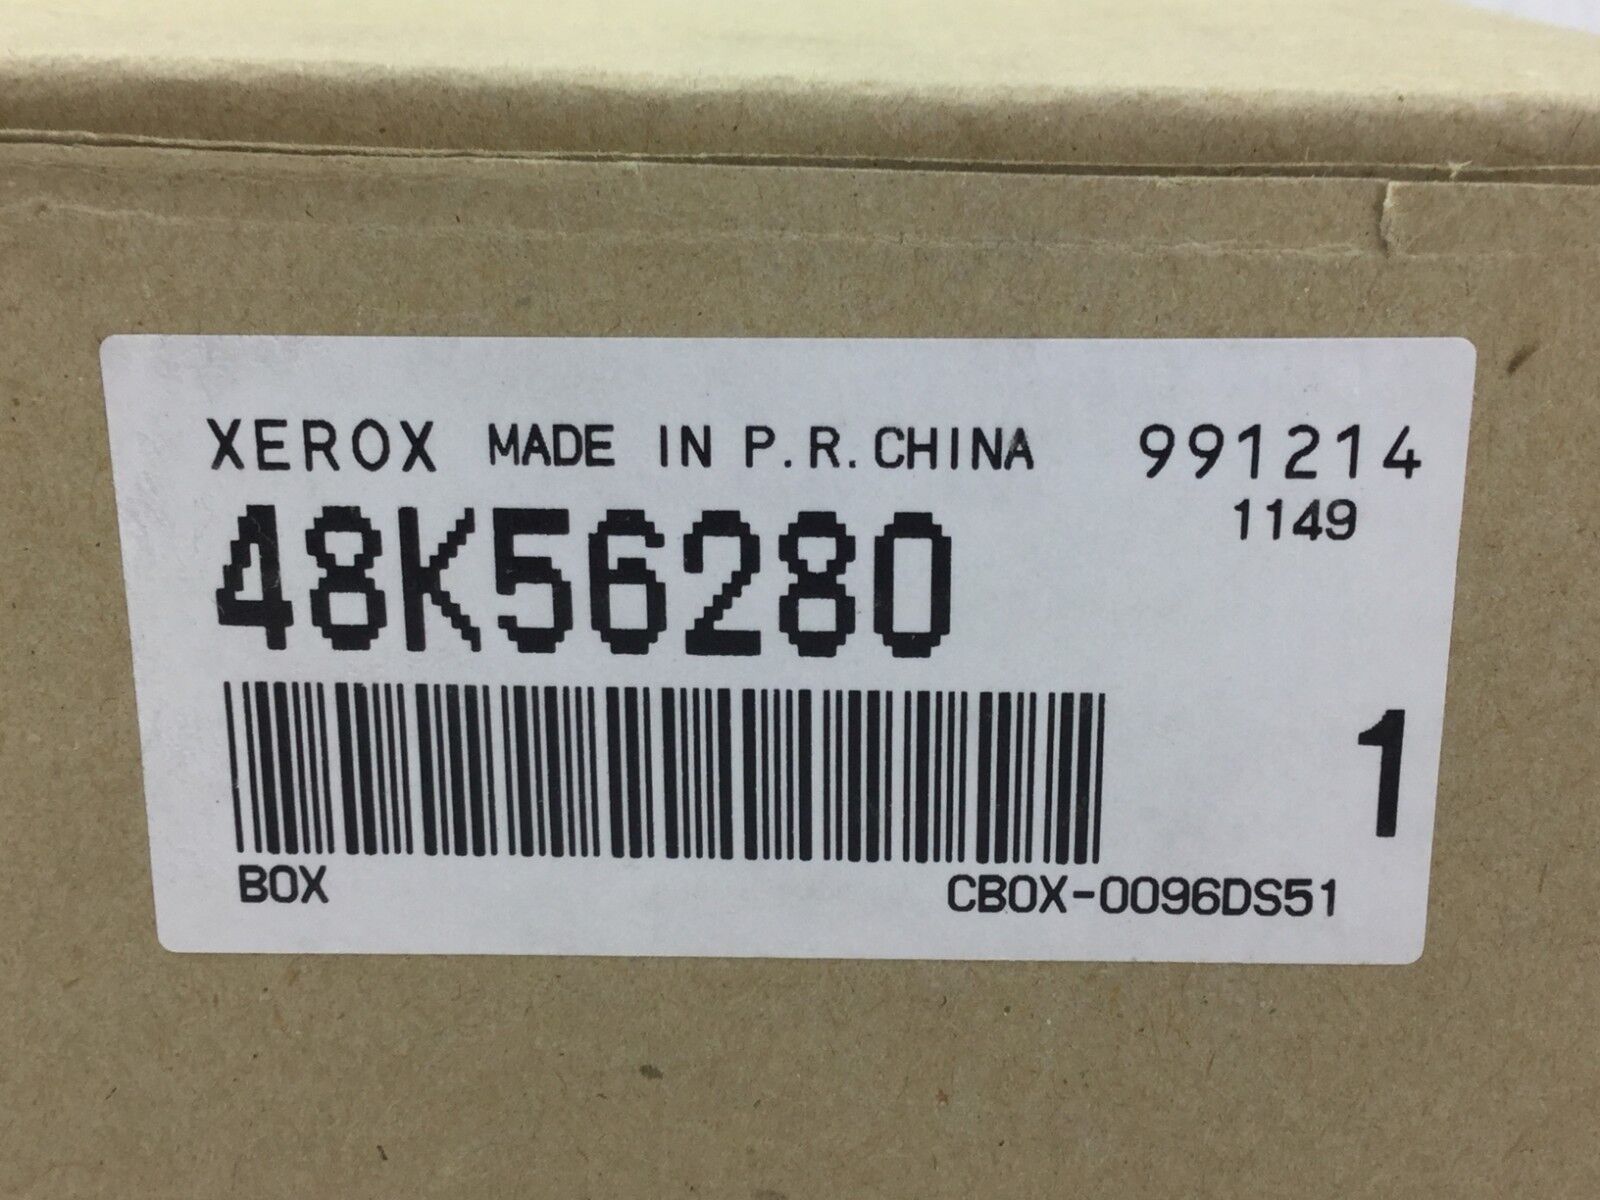 XEROX MADE IN P.R.CHINA 991214
1149
48K56280
1
BOX CBOX-0096DS51